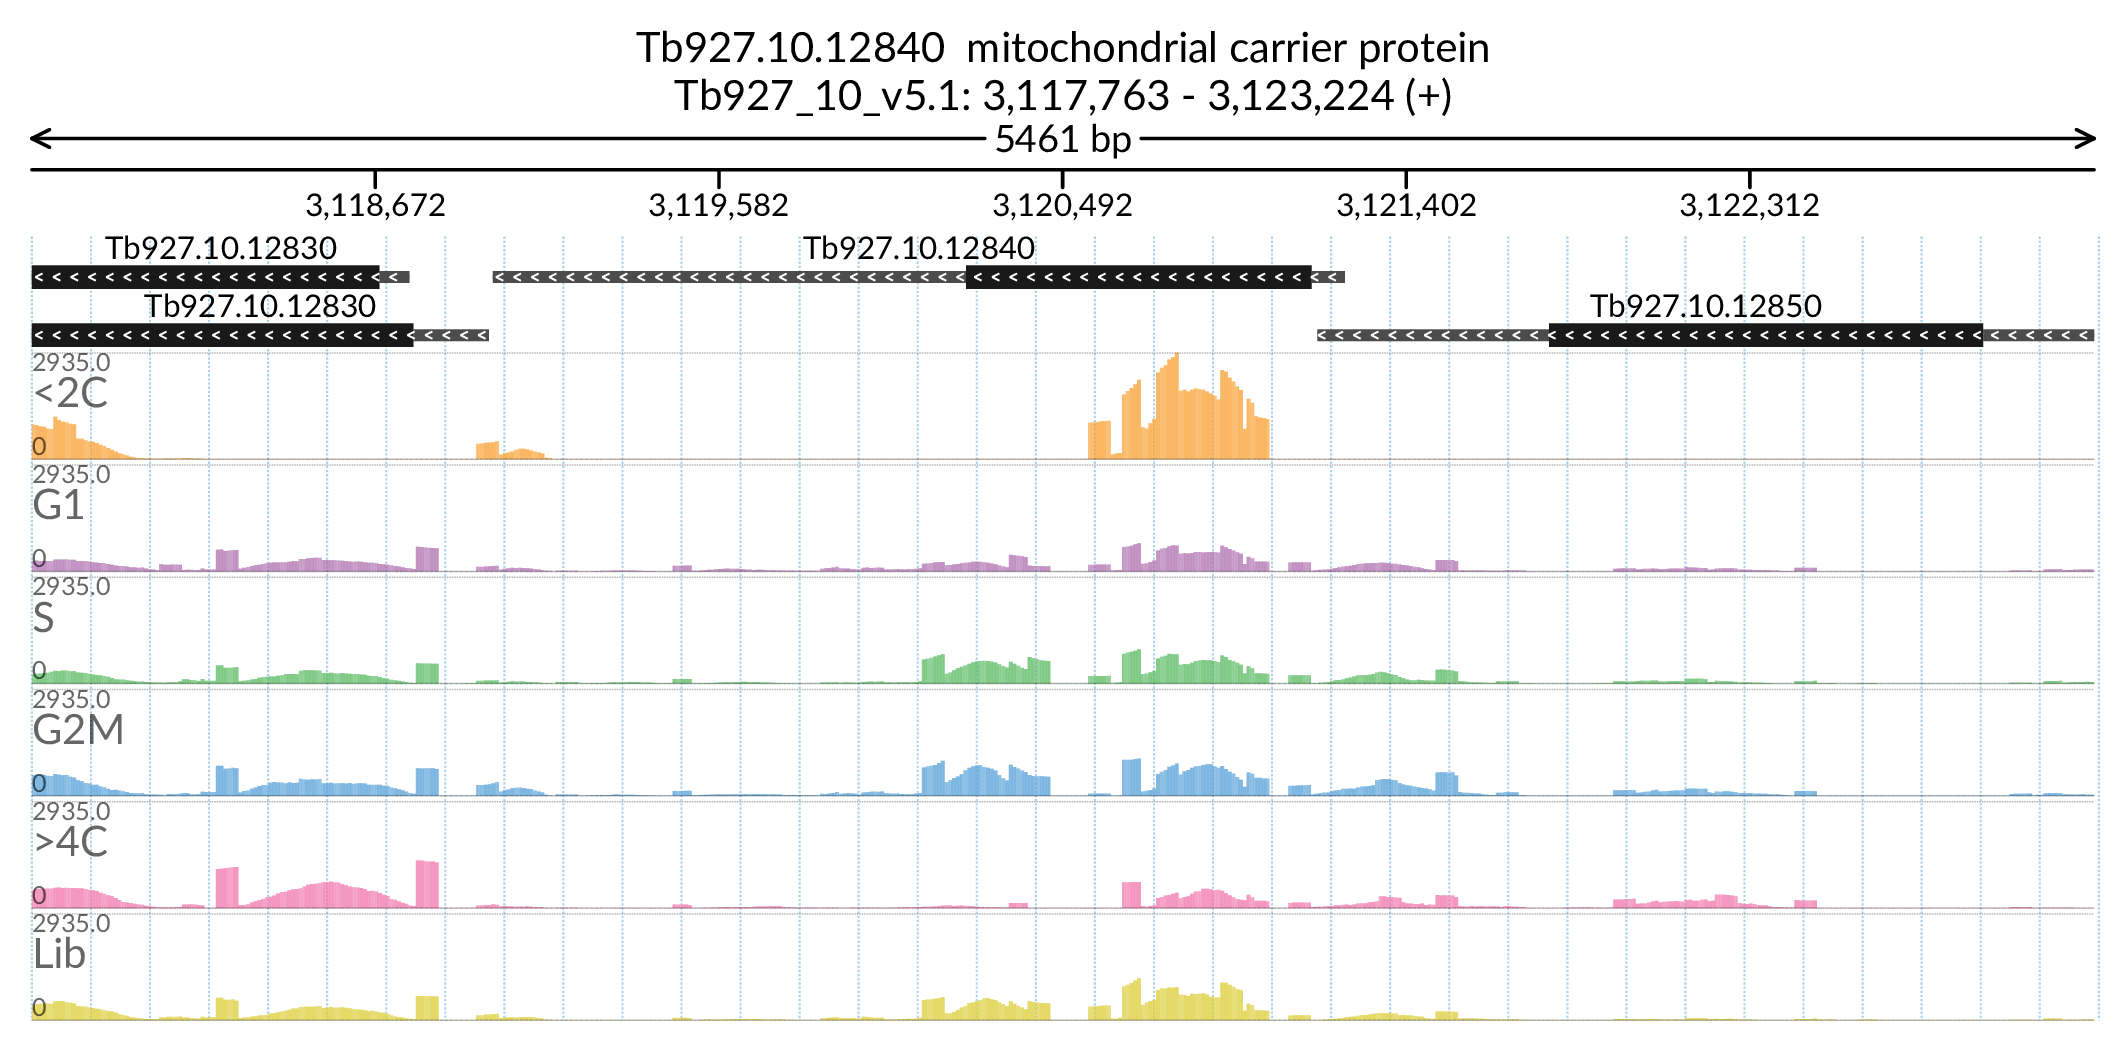 Tb927.10.12840  mitochondrial carrier protein
Tb927_10_v5.1: 3,117,763 - 3,123,224 (+)
5461 bp
3,118,672 3,119,582 3,120,492 3,121,402 3,122,312
Tb927.10.12830 Tb927.10.12840
Tb927.10.12830 Tb927.10.12850
2935.0
<2C
0
2935.0
G1
0
2935.0
S
0
2935.0
G2M
0
2935.0
>4C
0
2935.0
Lib
0